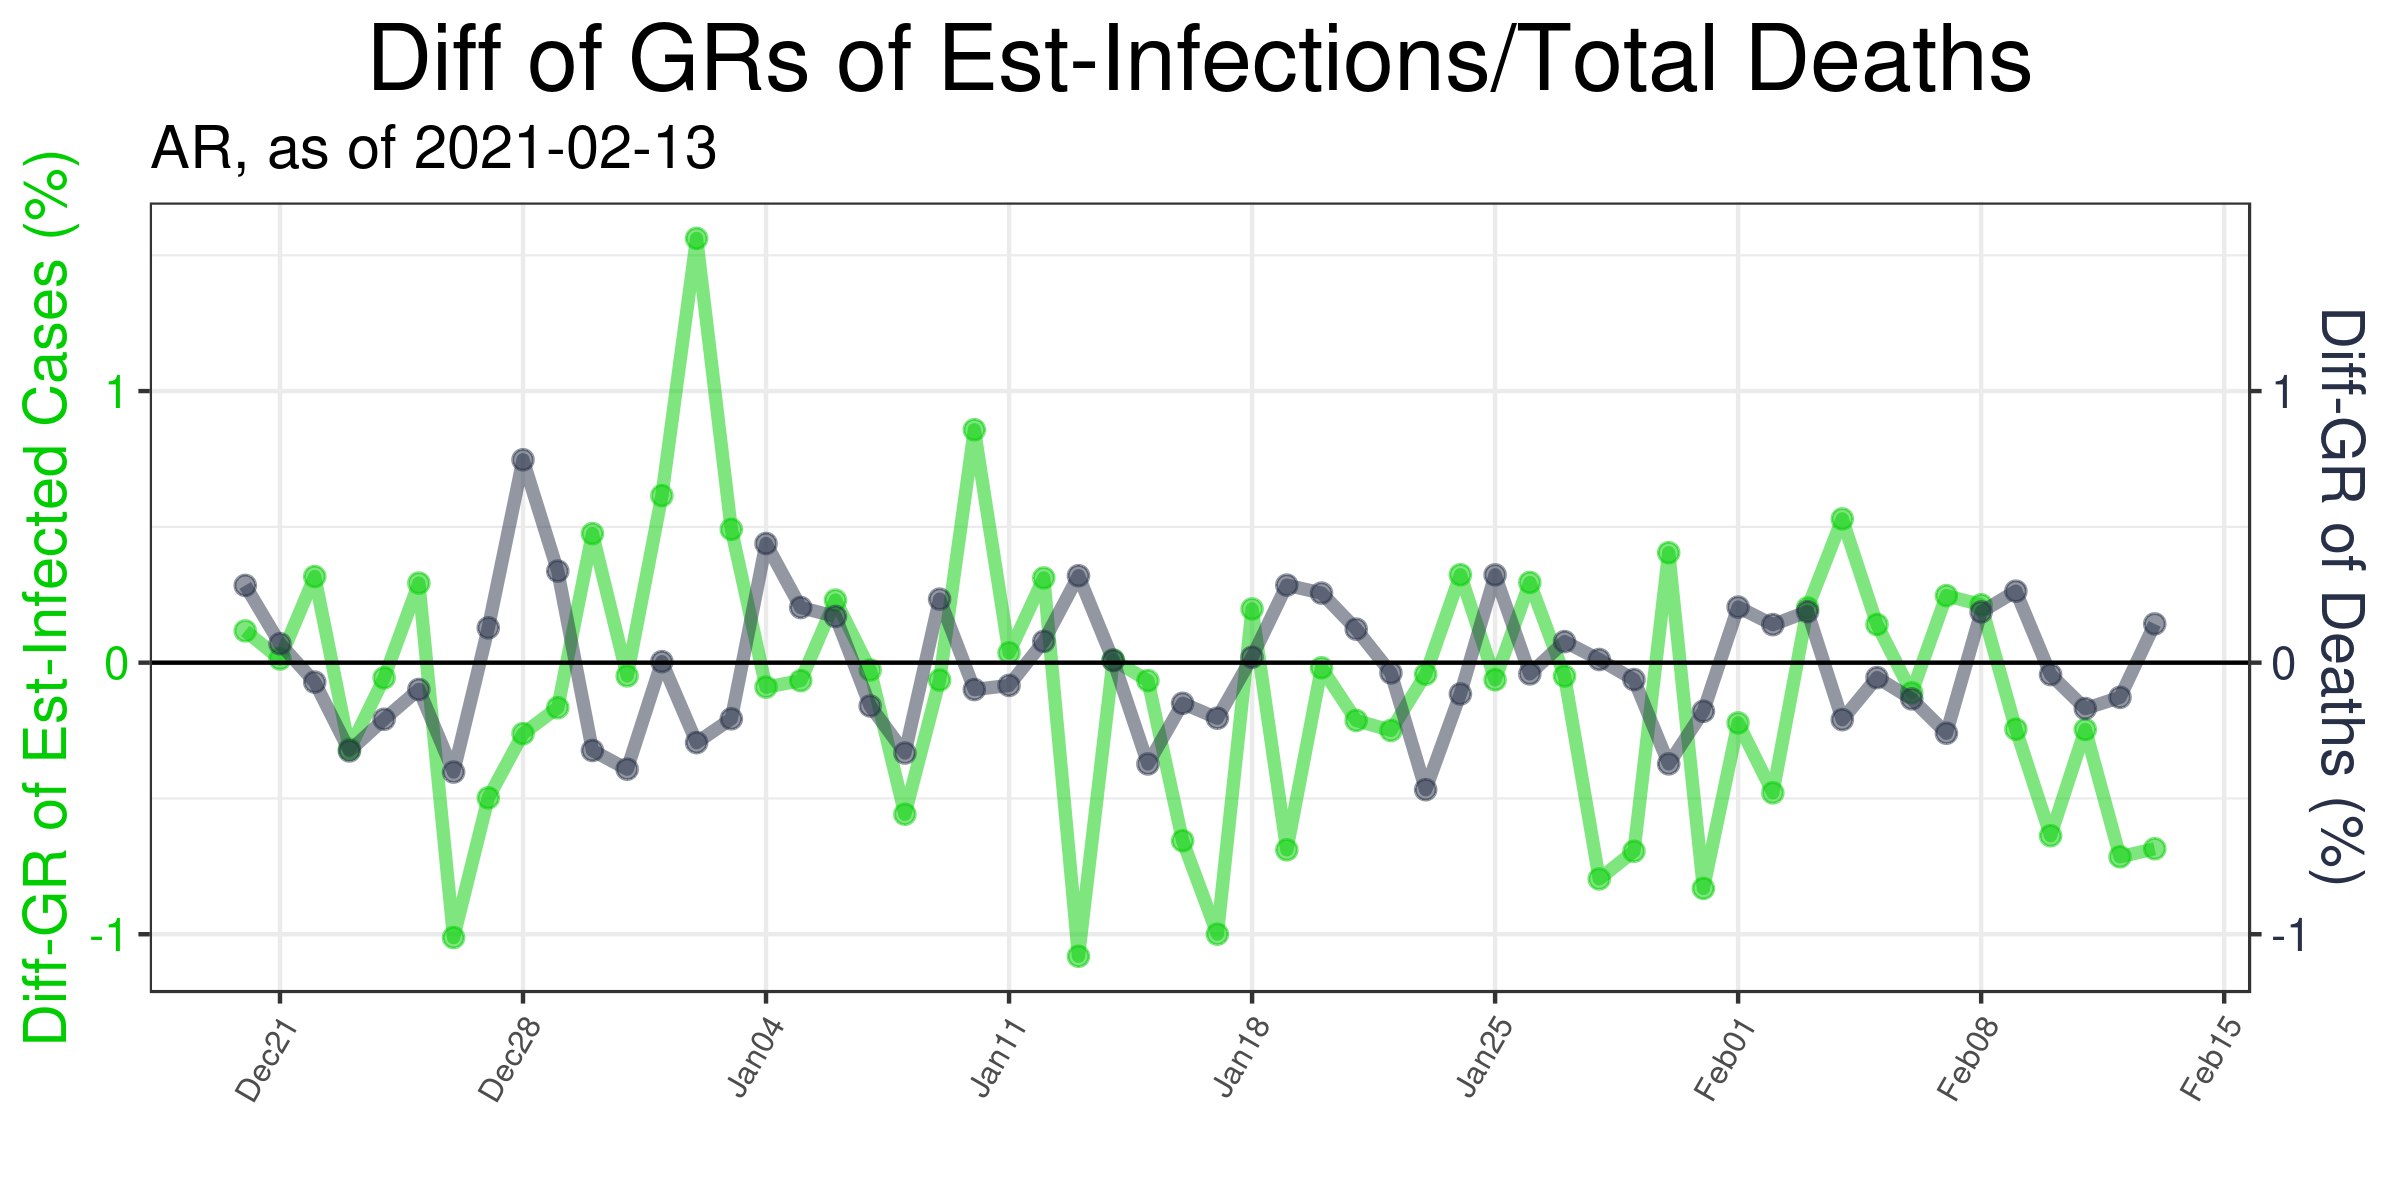 Diff of GRs of Est-Infections/Total Deaths
AR, as of 2021-02-13
Diff-GR of Est-Infected Cases (%)
1
0
-1
1
0
-1
Diff-GR of Deaths (%)
Dec21
Dec28
Jan04
Jan11
Jan18
Jan25
Feb01
Feb08
Feb15